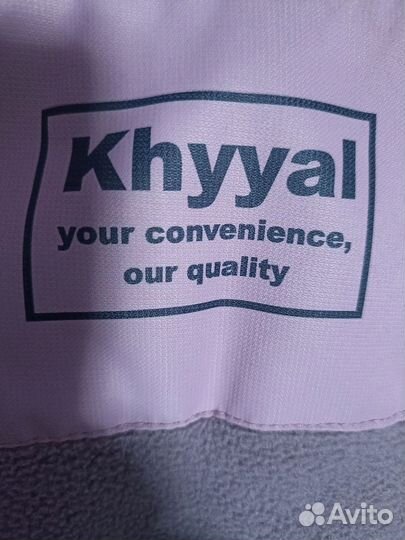 Khyyal
your convenience,
our quality
Avito